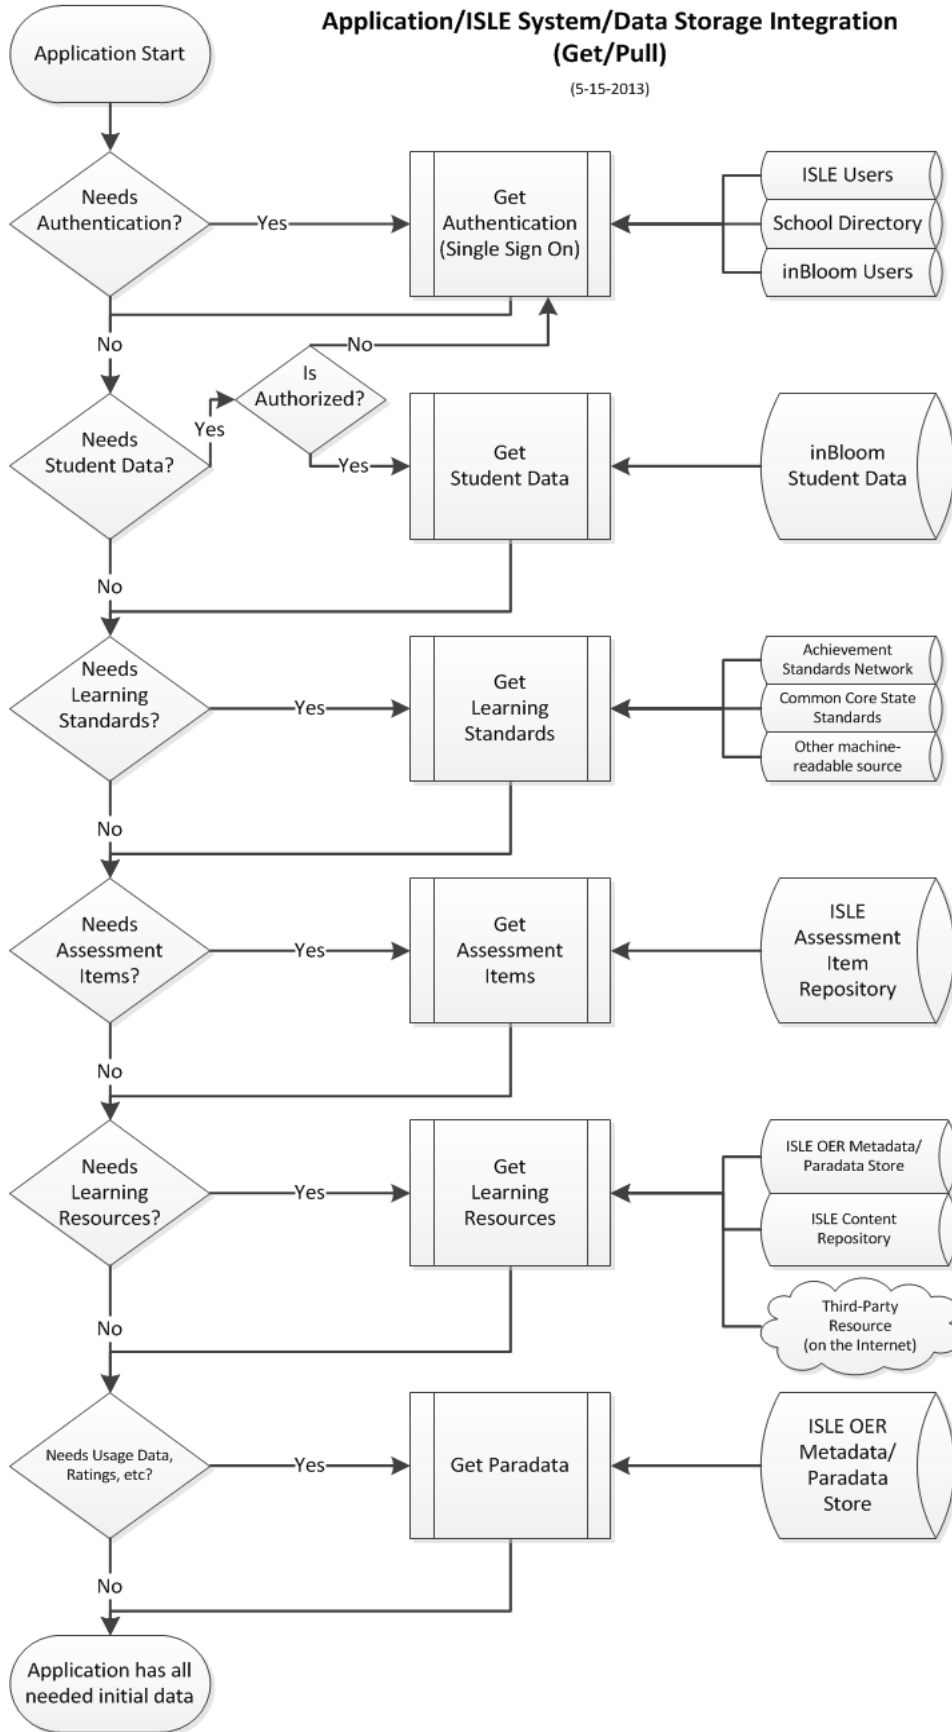 Application/ISLE System/Data Storage Integration
(Get/Pull)
(5-15-2013)
Application Start
Needs
Authentication?
Yes
Get
Authentication
(Single Sign On)
ISLE Users
School Directory
inBloom Users
No
Is
Authorized?
No
Yes
Yes
Needs
Student Data?
Get
Student Data
inBloom
Student Data
No
Needs
Learning
Standards?
Yes
Get
Learning
Standards
Achievement
Standards Network
Common Core State
Standards
Other machine-
readable source
No
Needs
Assessment
Items?
Yes
Get
Assessment
Items
ISLE
Assessment
Item
Repository
No
Needs
Learning
Resources?
Yes
Get
Learning
Resources
ISLE OER Metadata/
Paradata Store
ISLE Content
Repository
Third-Party
Resource
(on the Internet)
No
Needs Usage Data,
Ratings, etc?
Yes
Get Paradata
ISLE OER
Metadata/
Paradata
Store
No
Application has all
needed initial data